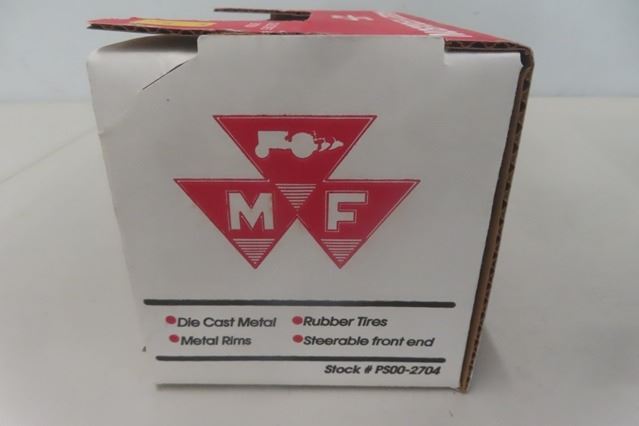 M F
Die Cast Metal
Rubber Tires
Metal Rims
Steerable front end
Stock # PS00-2704